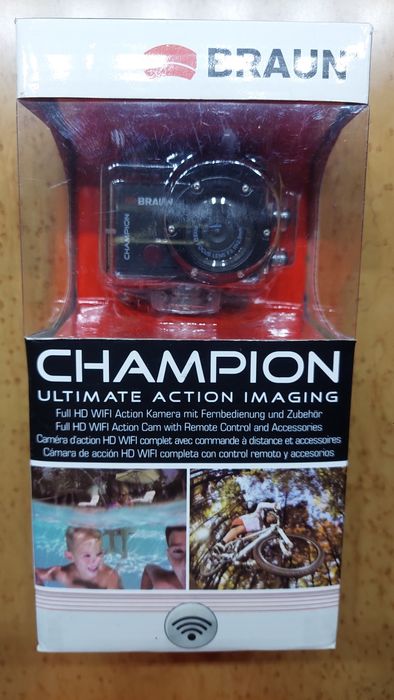 BRAUN
BRAUN
CHAMPION
CHAMPION
ULTIMATE ACTION IMAGING
Full HD WIFI Action Kamera mit Fernbedienung und Zubehör
Full HD WIFI Action Cam with Remote Control and Accessories
Caméra d'action HD WIFI complet avec commande à distance et accessoires
Cámara de acción HD WIFI completa con control remoto y accesorios